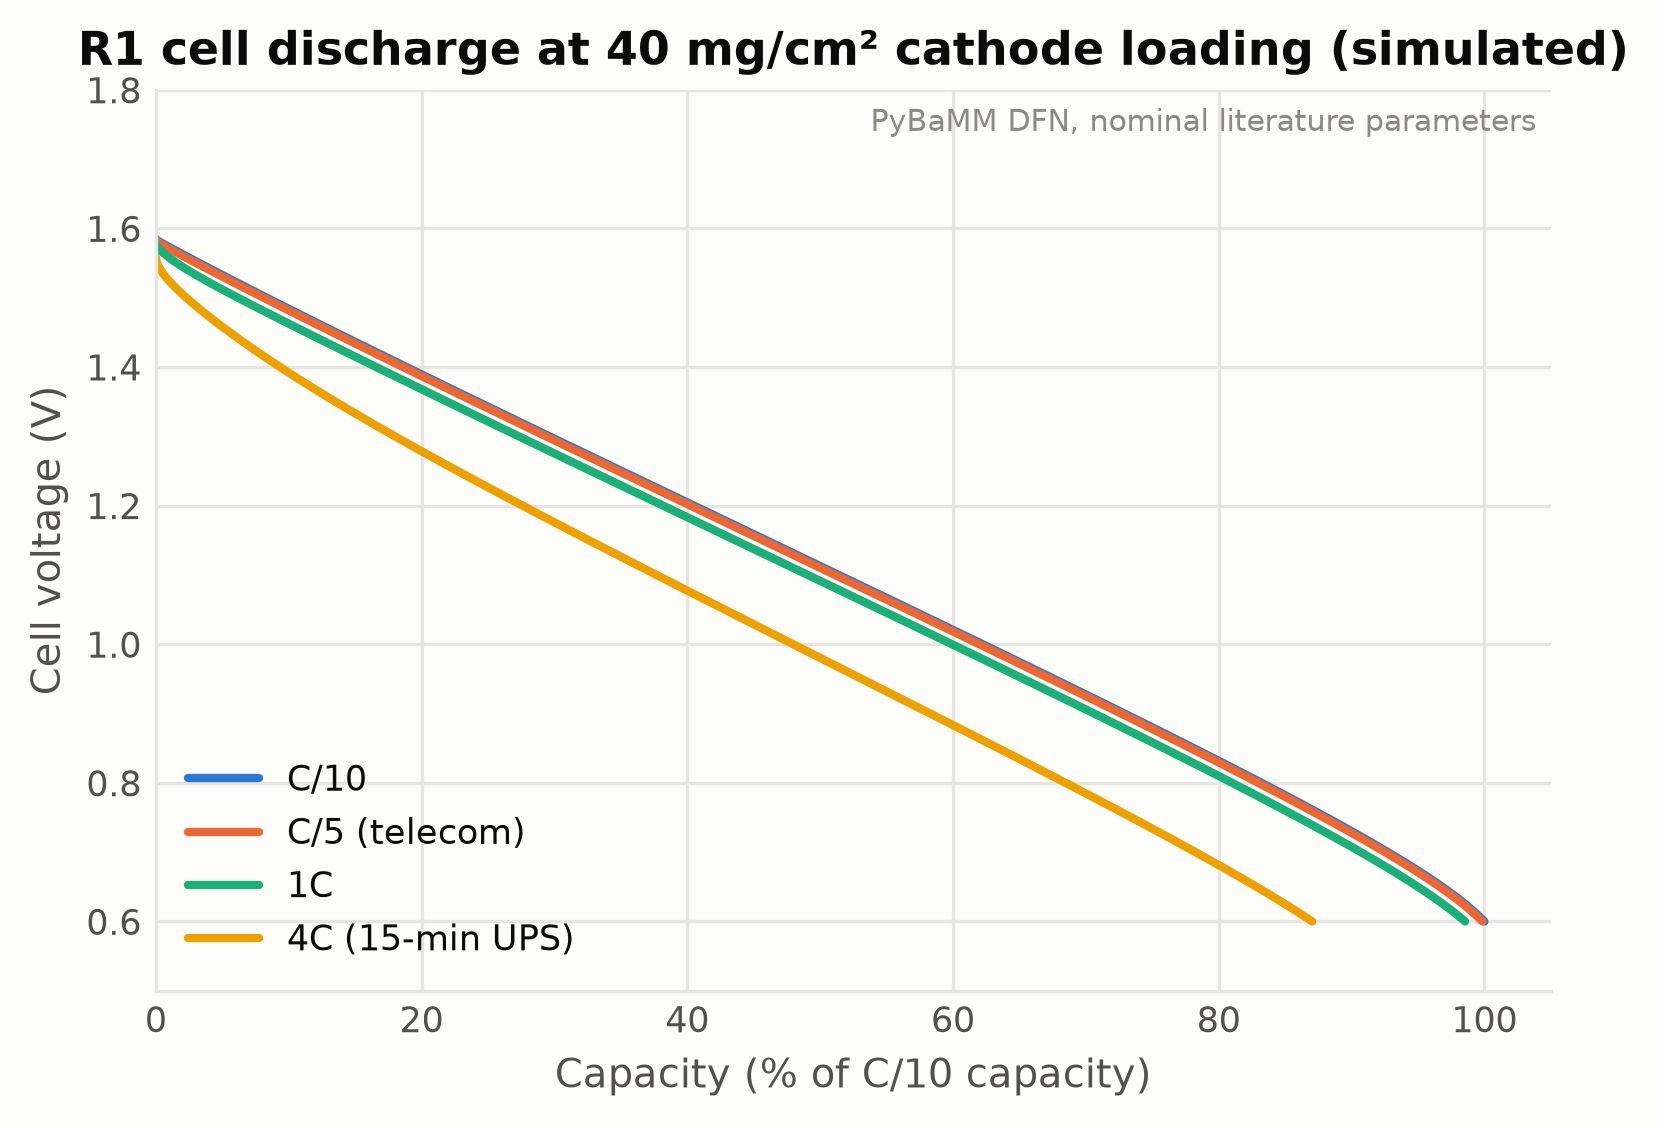 R1 cell discharge at 40 mg/cm² cathode loading (simulated)
PyBaMM DFN, nominal literature parameters
Cell voltage (V)
1.8
1.6
1.4
1.2
1.0
0.8
0.6
C/10
C/5 (telecom)
1C
4C (15-min UPS)
0 20 40 60 80 100
Capacity (% of C/10 capacity)